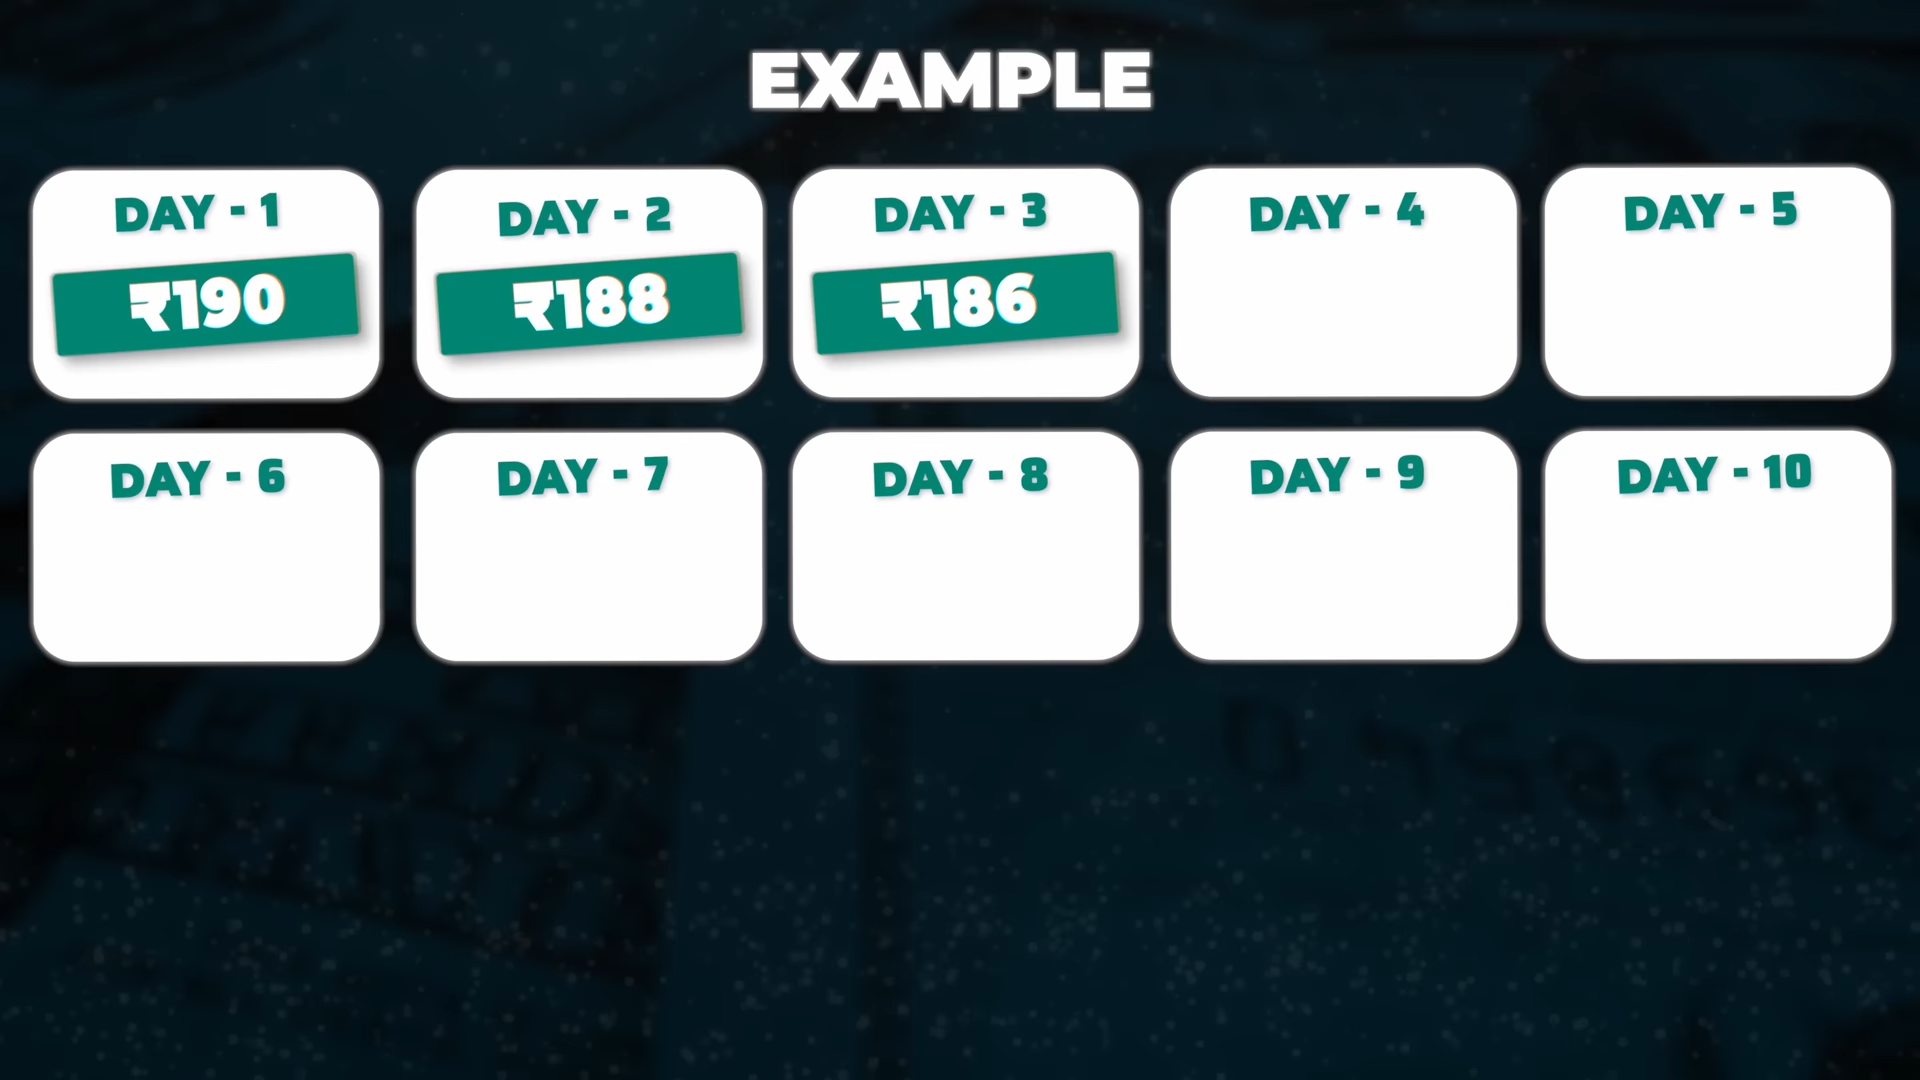 EXAMPLE
DAY - 1
₹190
DAY - 2
₹188
DAY - 3
₹186
DAY - 4
DAY - 5
DAY - 6
DAY - 7
DAY - 8
DAY - 9
DAY - 10